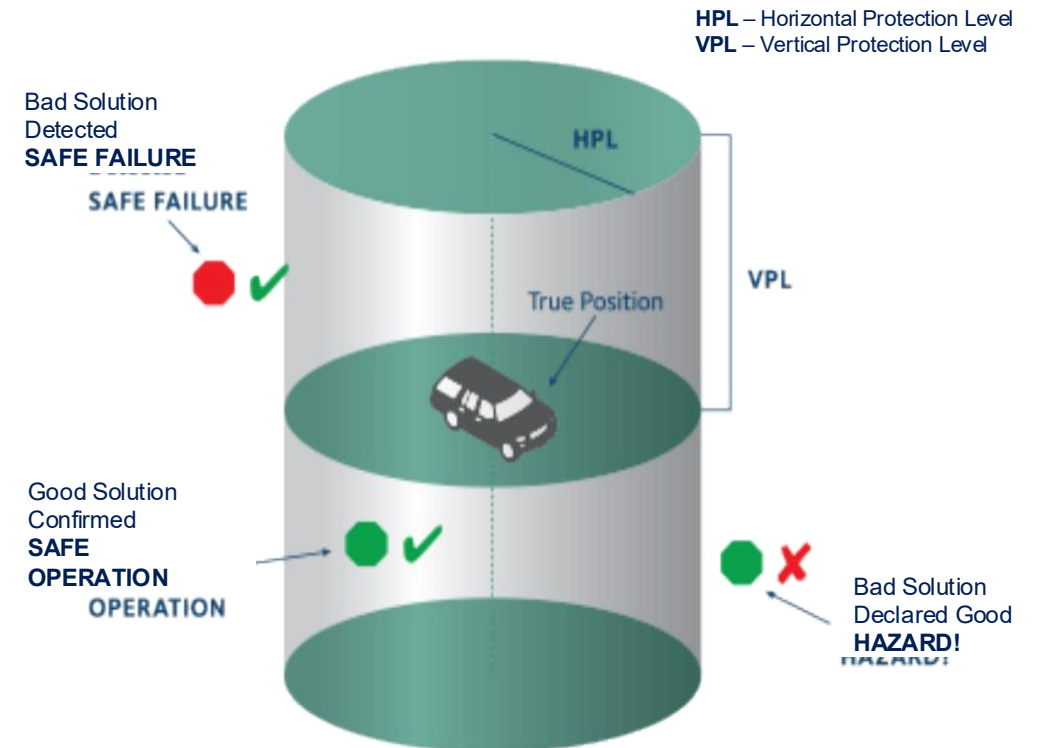 HPL – Horizontal Protection Level
VPL – Vertical Protection Level
Bad Solution
Detected
SAFE FAILURE
SAFE FAILURE
HPL
VPL
True Position
Good Solution
Confirmed
SAFE
OPERATION
OPERATION
Bad Solution
Declared Good
HAZARD!
HAZARD!